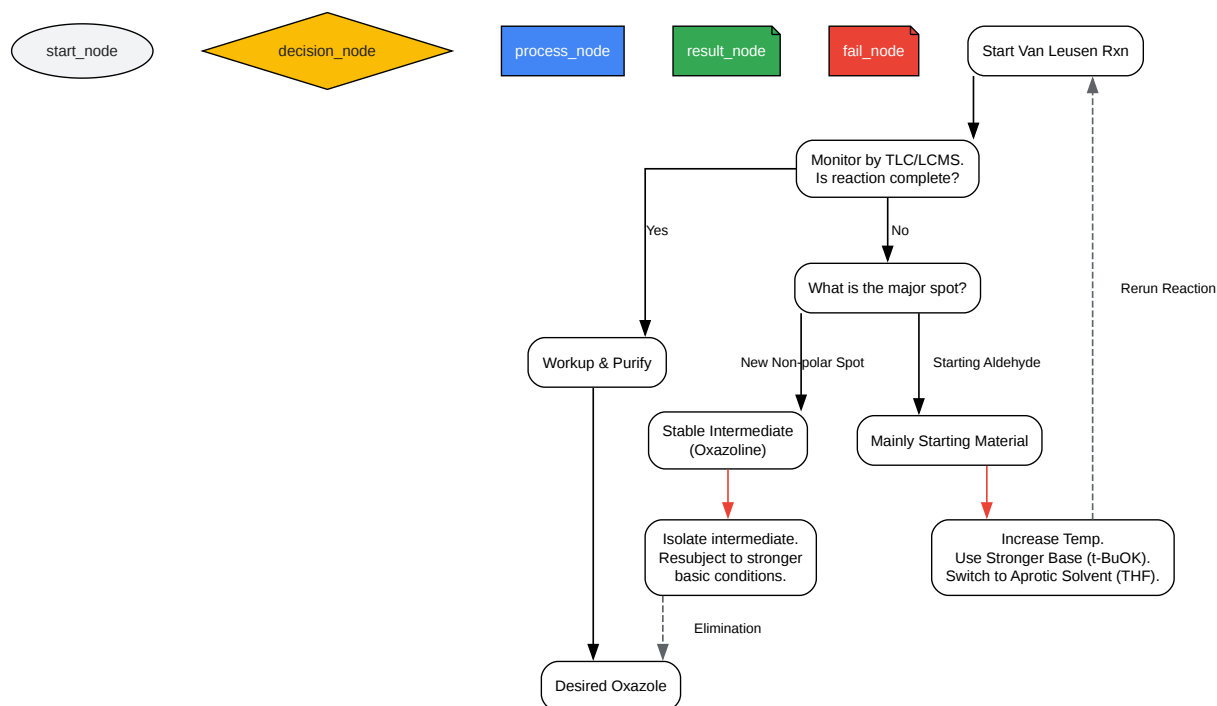 start_node
decision_node
process_node
result_node
fail_node
Start Van Leusen Rxn
Monitor by TLC/LCMS.
Is reaction complete?
Yes
No
What is the major spot?
Rerun Reaction
Workup & Purify
New Non-polar Spot
Starting Aldehyde
Stable Intermediate
(Oxazoline)
Mainly Starting Material
Isolate intermediate.
Resubject to stronger
basic conditions.
Increase Temp.
Use Stronger Base (t-BuOK).
Switch to Aprotic Solvent (THF).
Elimination
Desired Oxazole